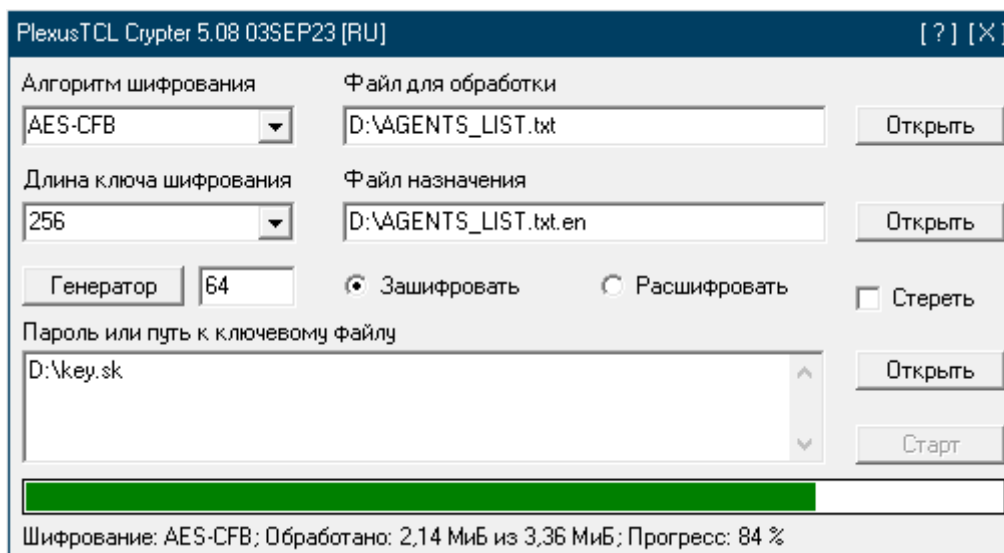 PlexusTCL Crypter 5.08 03SEP23 [RU] [ ? ] [X]
Алгоритм шифрования Файл для обработки
AES-CFB D:\AGENTS_LIST.txt Открыть
Длина ключа шифрования Файл назначения
256 D:\AGENTS_LIST.txt.en Открыть
Генератор 64 Зашифровать Расшифровать Стереть
Пароль или путь к ключевому файлу
D:\key.sk Открыть
Старт
Шифрование: AES-CFB; Обработано: 2,14 МиБ из 3,36 МиБ; Прогресс: 84 %